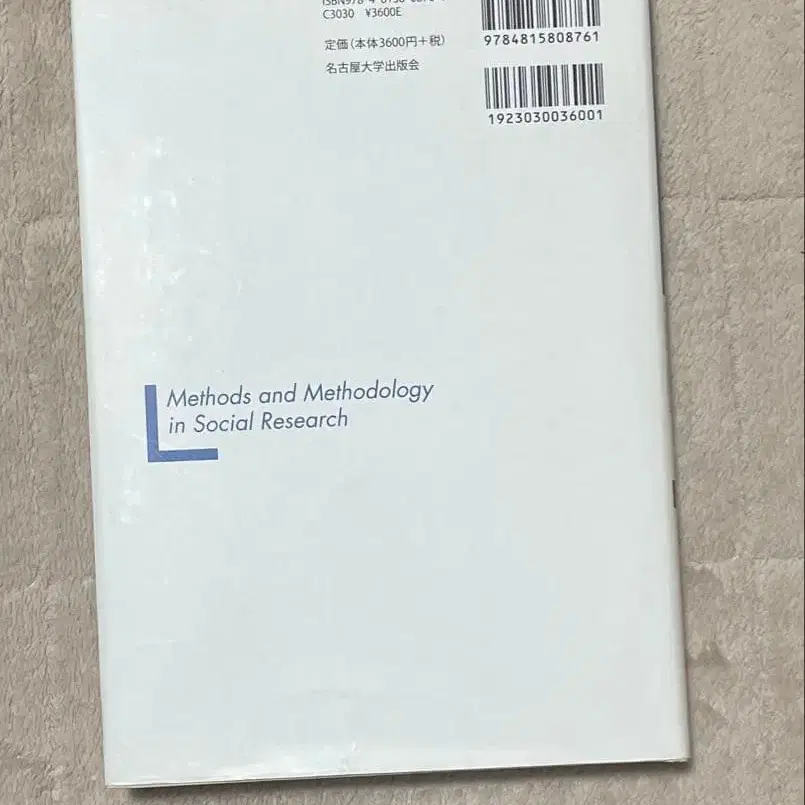 C3030 ¥3600E
定価(本体3600円+税)
名古屋大学出版会
9784815808761
1923030036001
Methods and Methodology
in Social Research